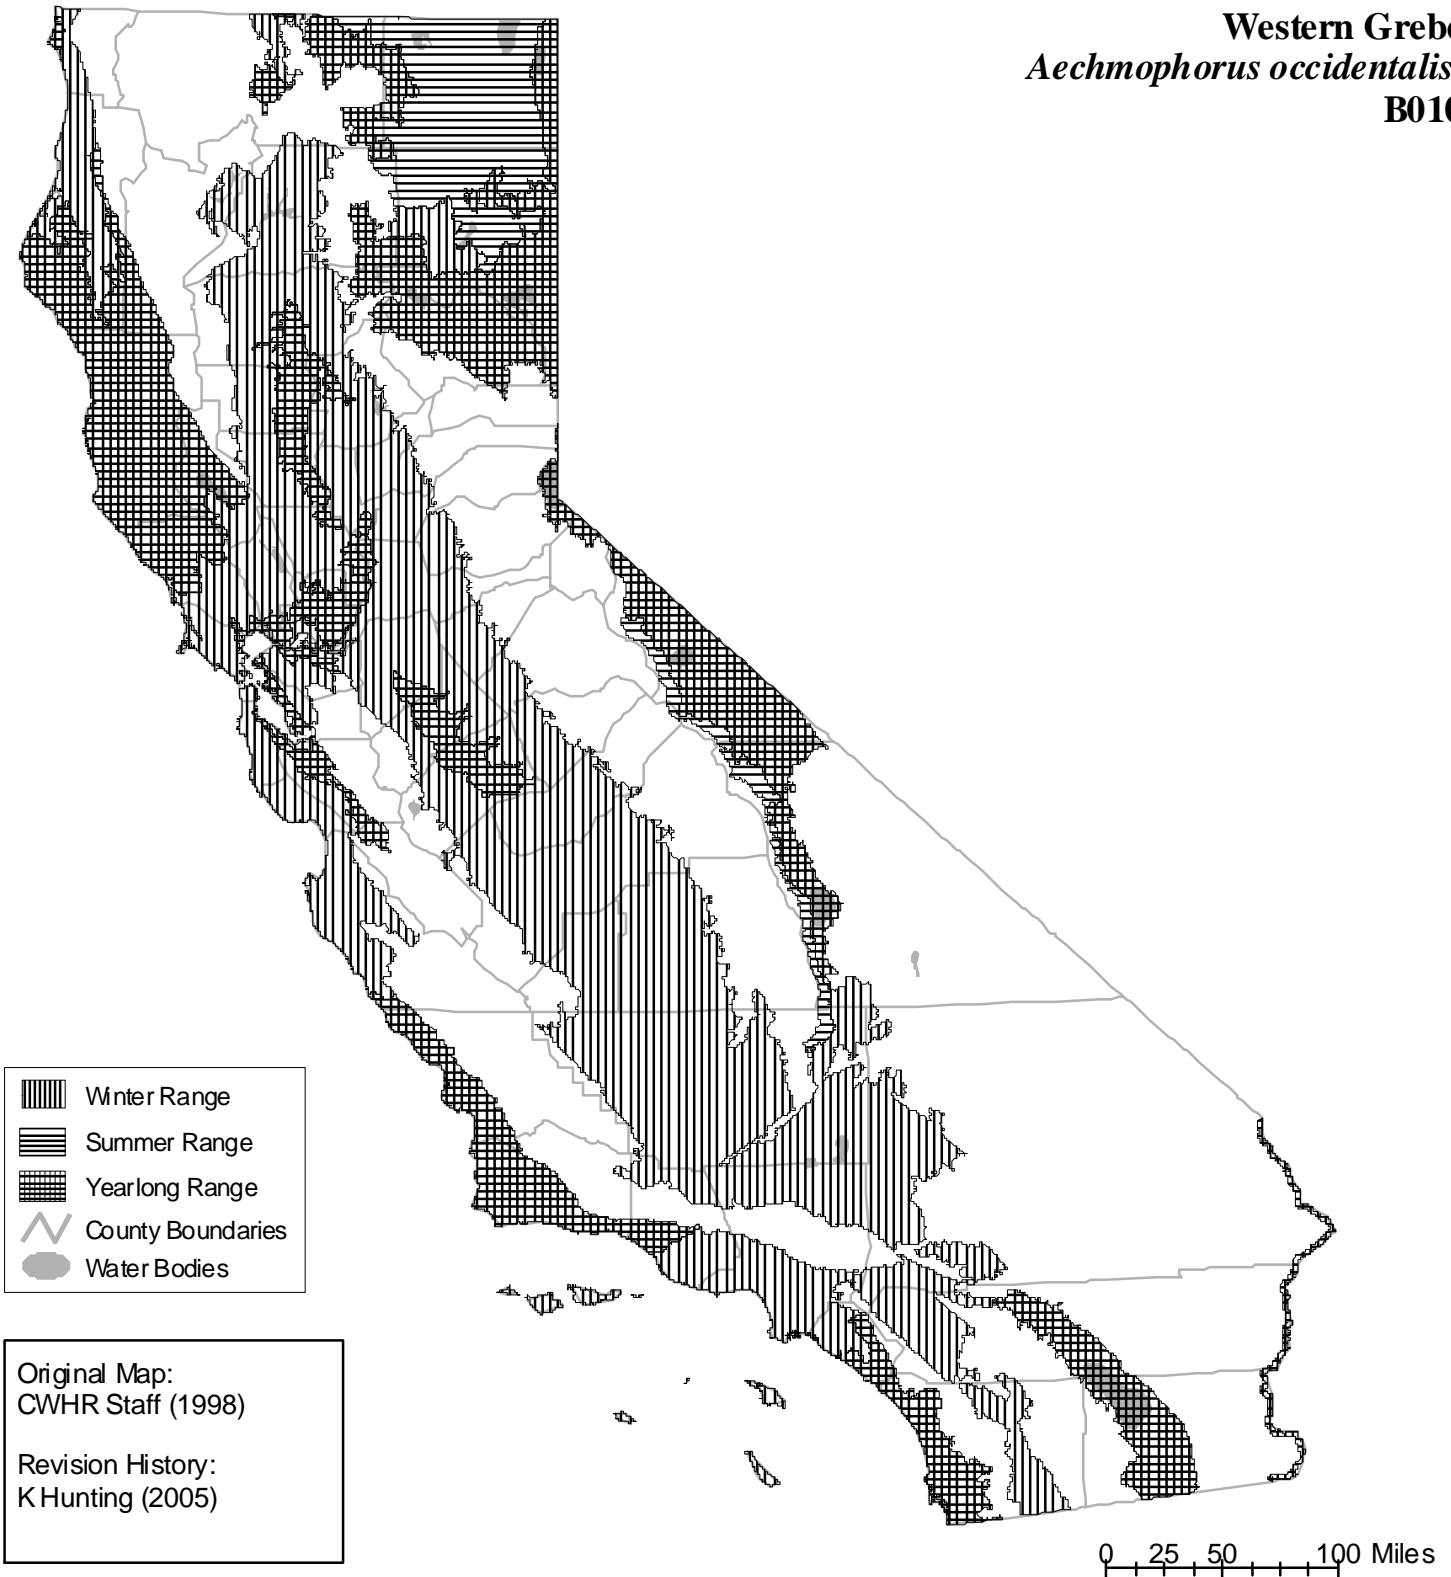 Western Grebe
Aechmophorus occidentalis
B010
Winter Range
Summer Range
Yearlong Range
County Boundaries
Water Bodies
Original Map:
CWHR Staff (1998)
Revision History:
K Hunting (2005)
0 25 50 100 Miles